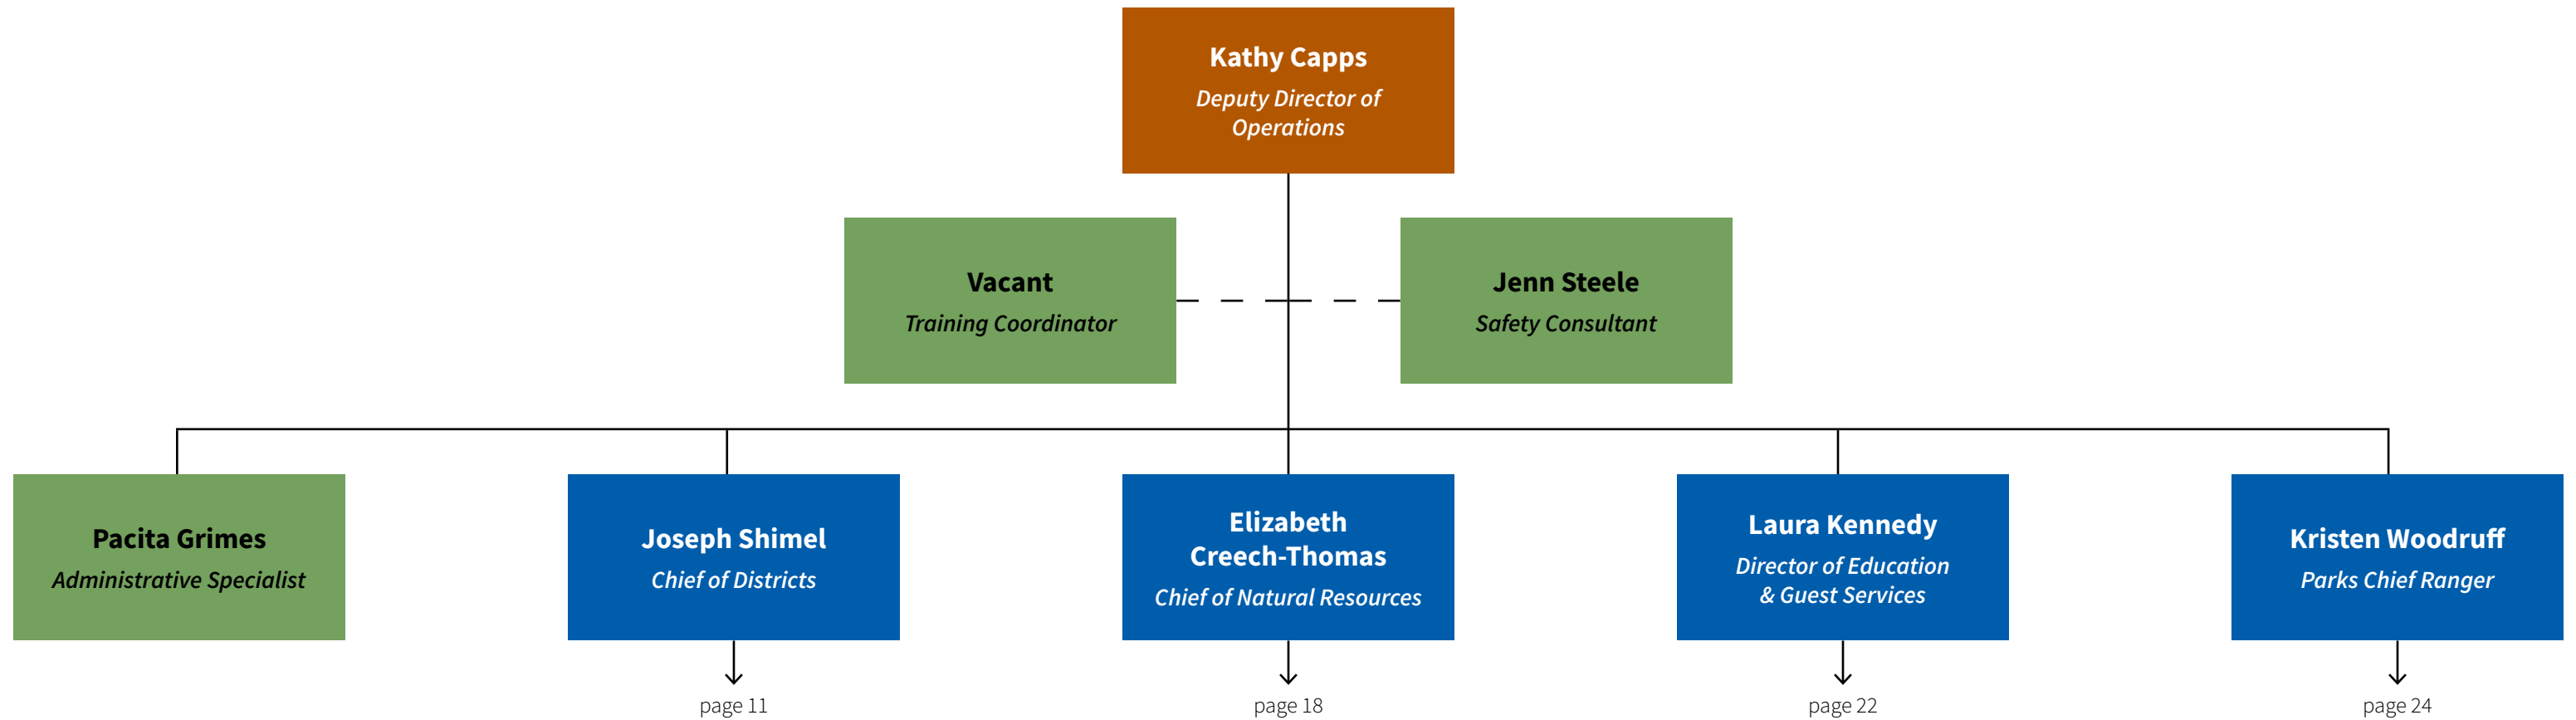 Kathy Capps
Deputy Director of
Operations
Vacant
Training Coordinator
Jenn Steele
Safety Consultant
Pacita Grimes
Administrative Specialist
Joseph Shimel
Chief of Districts
Elizabeth
Creech-Thomas
Chief of Natural Resources
Laura Kennedy
Director of Education
& Guest Services
Kristen Woodruff
Parks Chief Ranger
page 11
page 18
page 22
page 24